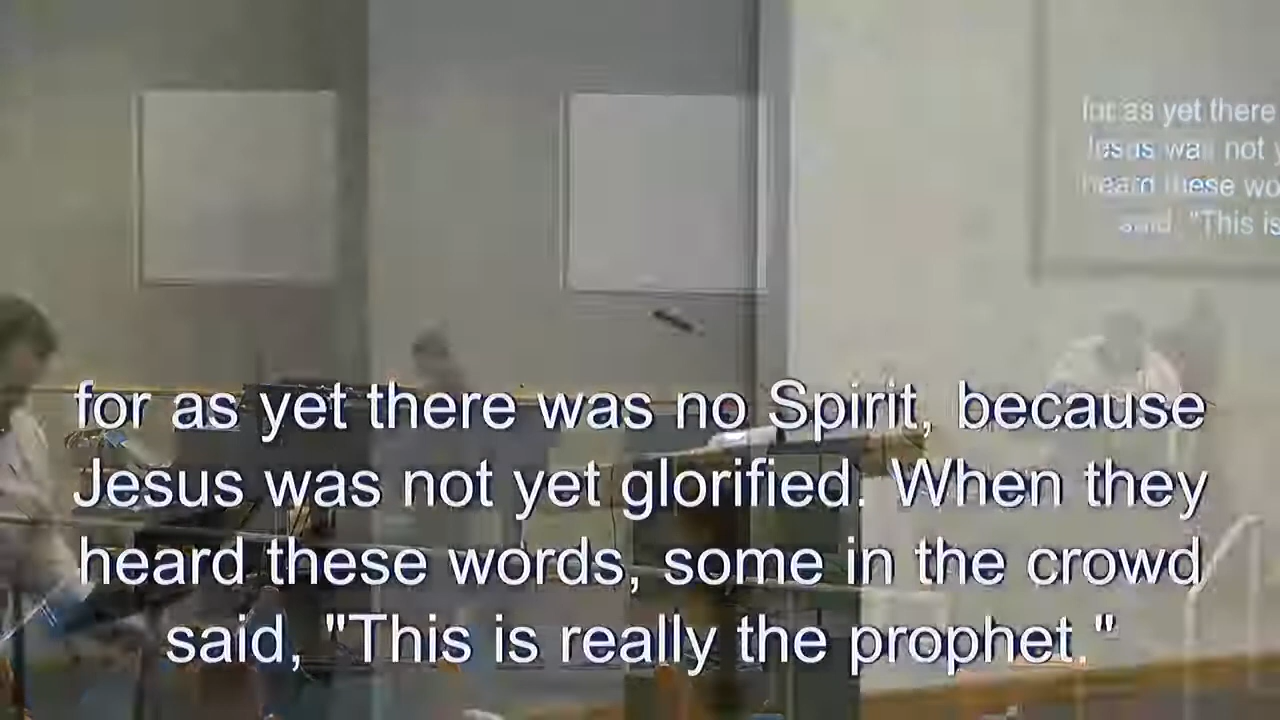 for as yet there
Jesus was not
heard these
said, "This is
for as yet there was no Spirit, because
Jesus was not yet glorified. When they
heard these words, some in the crowd
said, "This is really the prophet."